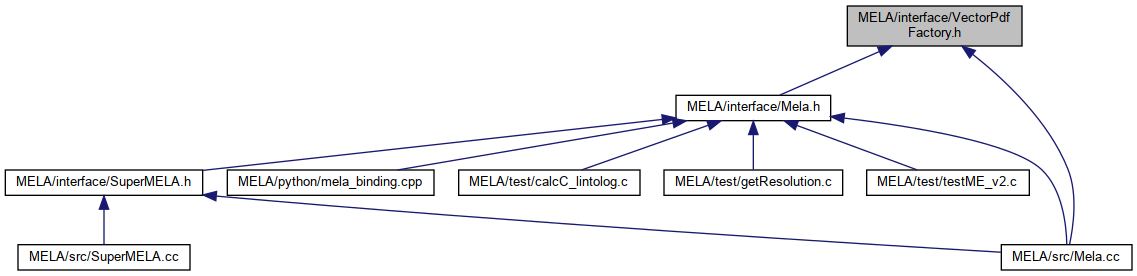 MELA/interface/VectorPdf
Factory.h
MELA/interface/Mela.h
MELA/interface/SuperMELA.h
MELA/python/mela_binding.cpp
MELA/test/calcC_lintolog.c
MELA/test/getResolution.c
MELA/test/testME_v2.c
MELA/src/SuperMELA.cc
MELA/src/Mela.cc